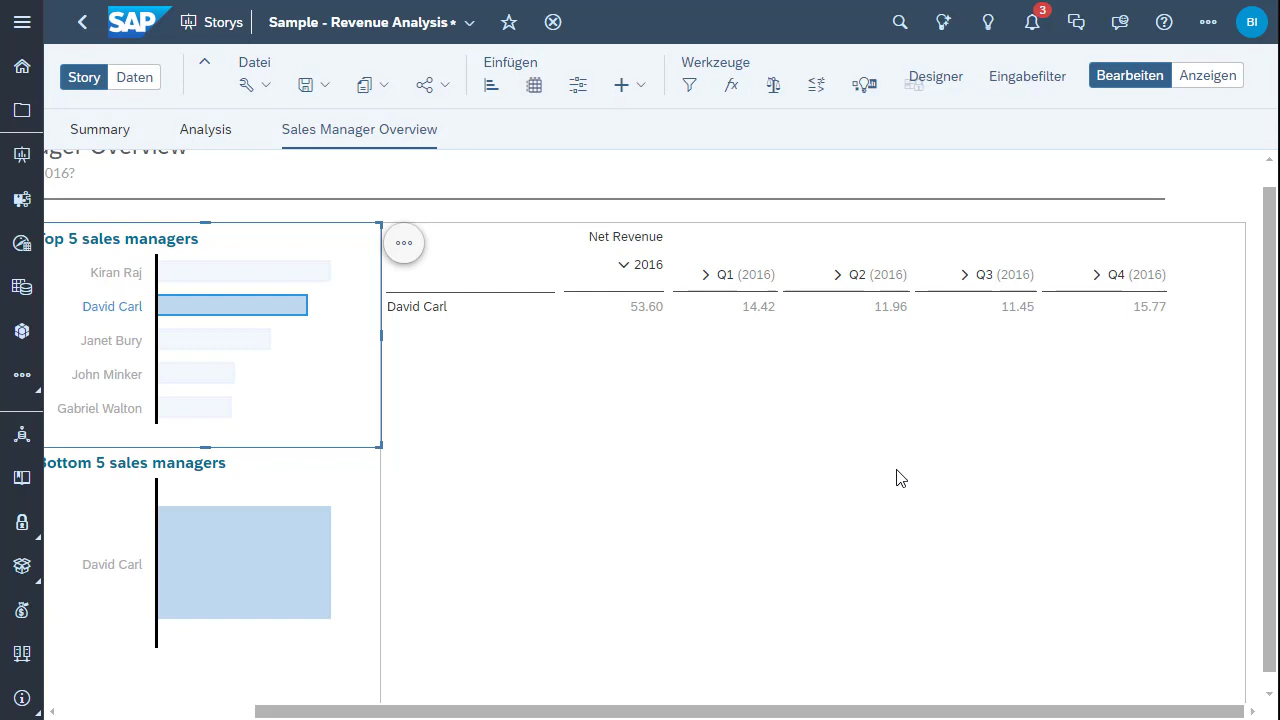 SAP
Storys
Sample - Revenue Analysis *
3
BI
Story
Daten
Datei
Einfügen
Werkzeuge
Designer
Eingabefilter
Bearbeiten
Anzeigen
Summary
Analysis
Sales Manager Overview
ager Overview
2016?
Top 5 sales managers
Kiran Raj
David Carl
Janet Bury
John Minker
Gabriel Walton
Net Revenue
2016
Q1 (2016)
Q2 (2016)
Q3 (2016)
Q4 (2016)
David Carl
53.60
14.42
11.96
11.45
15.77
Bottom 5 sales managers
David Carl